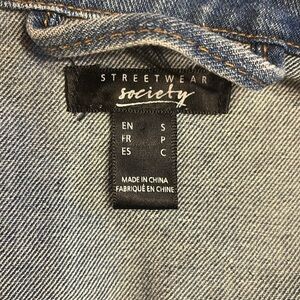 STREETWEAR
society
EN S
FR P
ES C
MADE IN CHINA
FABRIQUÉ EN CHINE